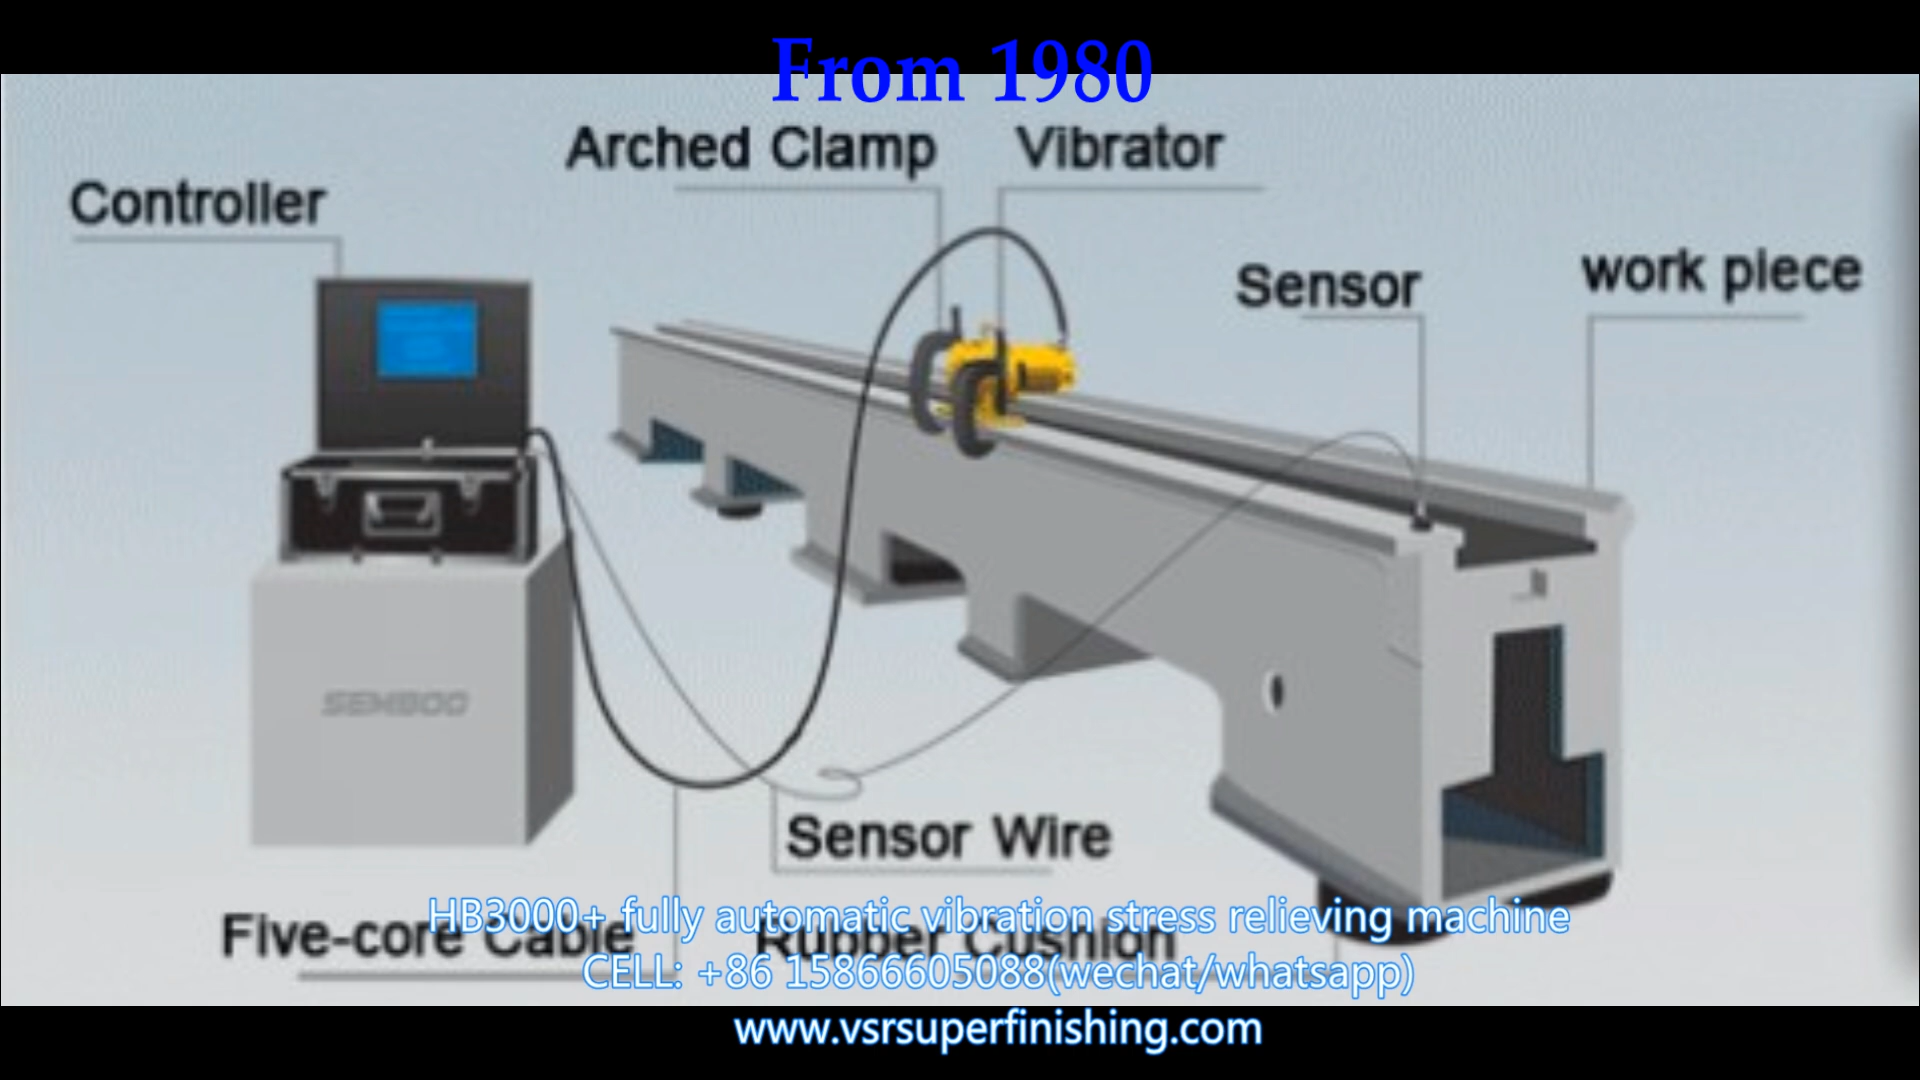 From 1980
Arched Clamp
Vibrator
Controller
Sensor
work piece
SEMBOO
Sensor Wire
Five-core Cable
Rubber Cushion
HB3000+ fully automatic vibration stress relieving machine
CELL: +86 15866605088(wechat/whatsapp)
www.vsrsuperfinishing.com